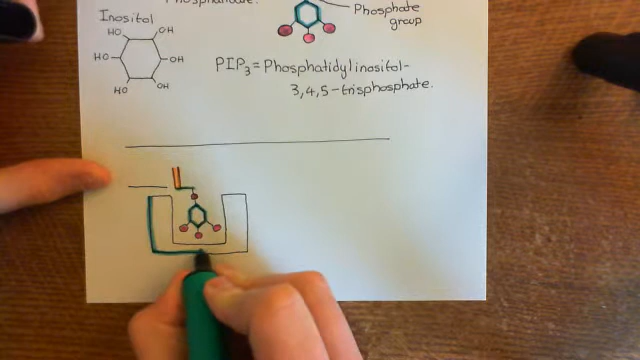 Phosphate
group
Inositol
HO
OH
HO
OH
HO
OH
PIP3 = Phosphatidylinositol-
3,4,5-trisphosphate.